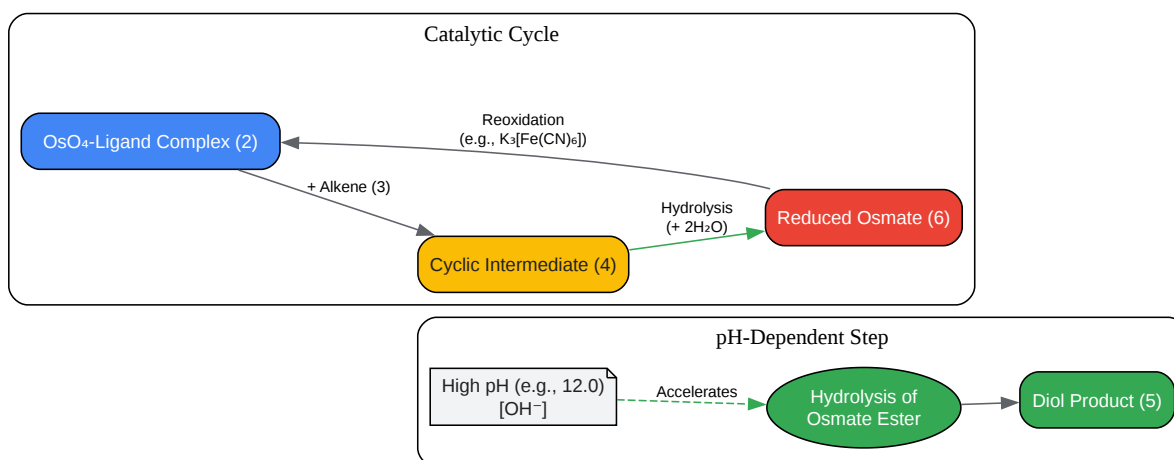 Catalytic Cycle
OsO₄-Ligand Complex (2)
Reoxidation
(e.g., K₃[Fe(CN)₆])
+ Alkene (3)
Hydrolysis
(+ 2H₂O)
Reduced Osmate (6)
Cyclic Intermediate (4)
pH-Dependent Step
High pH (e.g., 12.0)
[OH⁻]
Accelerates
Hydrolysis of
Osmate Ester
Diol Product (5)